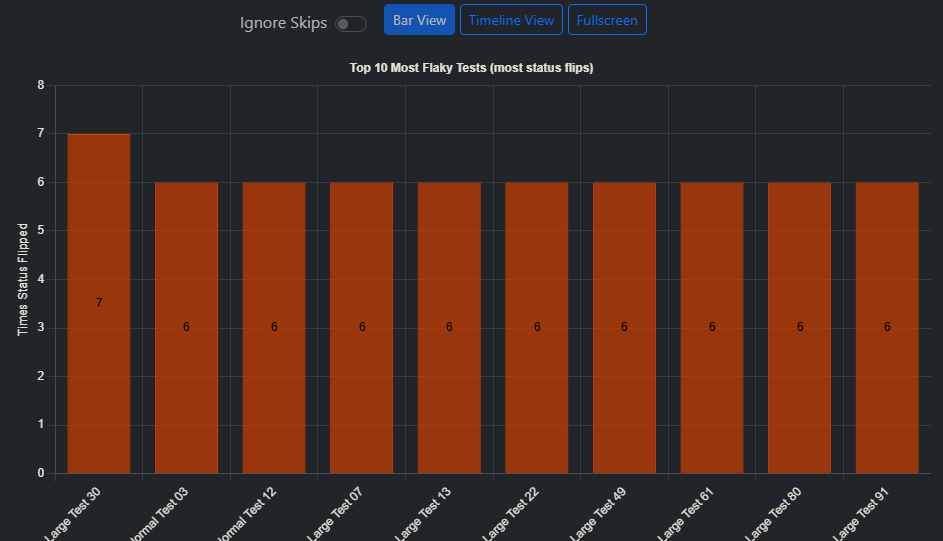 Ignore Skips Bar View Timeline View Fullscreen
Top 10 Most Flaky Tests (most status flips)
Times Status Flipped
8
7
6
5
4
3
2
1
0
7 6 6 6 6 6 6 6 6 6
Large Test 30
ormal Test 03
ormal Test 12
Large Test 07
Large Test 13
Large Test 22
Large Test 49
Large Test 61
Large Test 80
Large Test 91